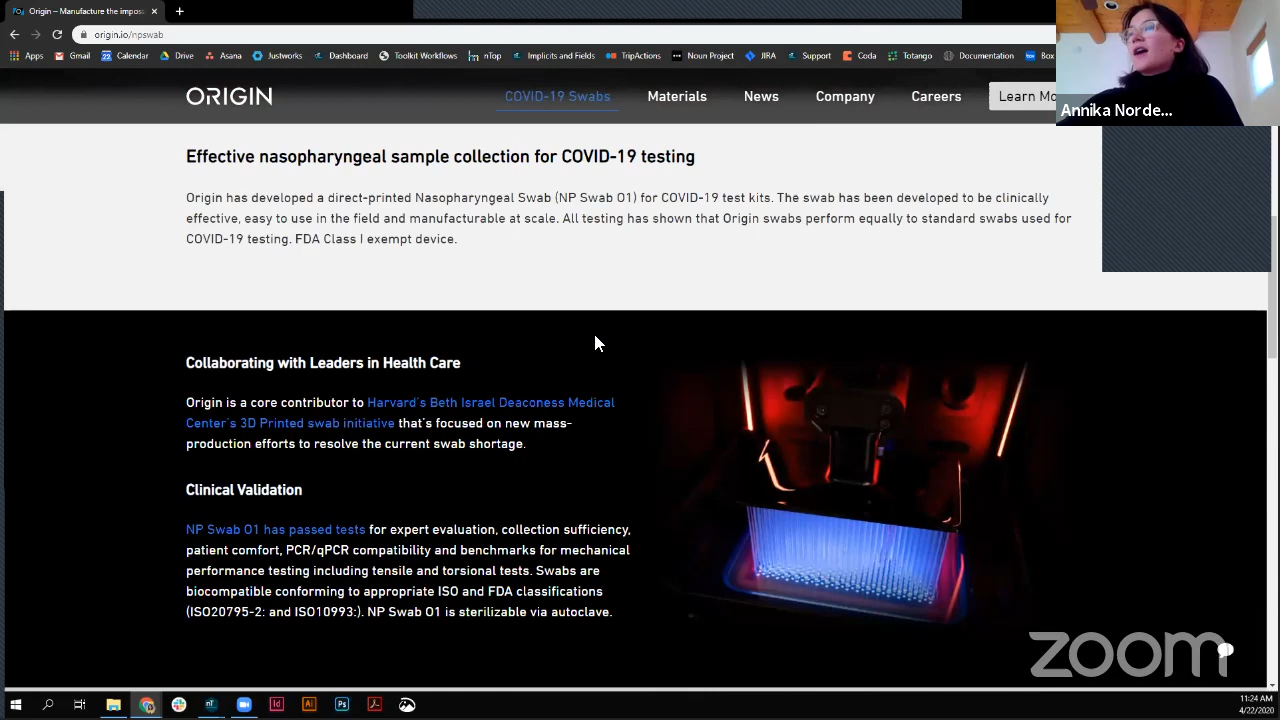 Origin – Manufacture the impos
origin.io/npswab
Apps Gmail Calendar Drive Asana Justworks Dashboard Toolkit Workflows nTop Implicits and Fields TripActions Noun Project JIRA Support Coda Totango Documentation Box
ORIGIN COVID-19 Swabs Materials News Company Careers Learn Mo
Annika Norde...
Effective nasopharyngeal sample collection for COVID-19 testing
Origin has developed a direct-printed Nasopharyngeal Swab (NP Swab O1) for COVID-19 test kits. The swab has been developed to be clinically
effective, easy to use in the field and manufacturable at scale. All testing has shown that Origin swabs perform equally to standard swabs used for
COVID-19 testing. FDA Class I exempt device.
Collaborating with Leaders in Health Care
Origin is a core contributor to Harvard's Beth Israel Deaconess Medical
Center's 3D Printed swab initiative that's focused on new mass-
production efforts to resolve the current swab shortage.
Clinical Validation
NP Swab O1 has passed tests for expert evaluation, collection sufficiency,
patient comfort, PCR/qPCR compatibility and benchmarks for mechanical
performance testing including tensile and torsional tests. Swabs are
biocompatible conforming to appropriate ISO and FDA classifications
(ISO20795-2: and ISO10993:). NP Swab O1 is sterilizable via autoclave.
zoom
11:24 AM
4/22/2020